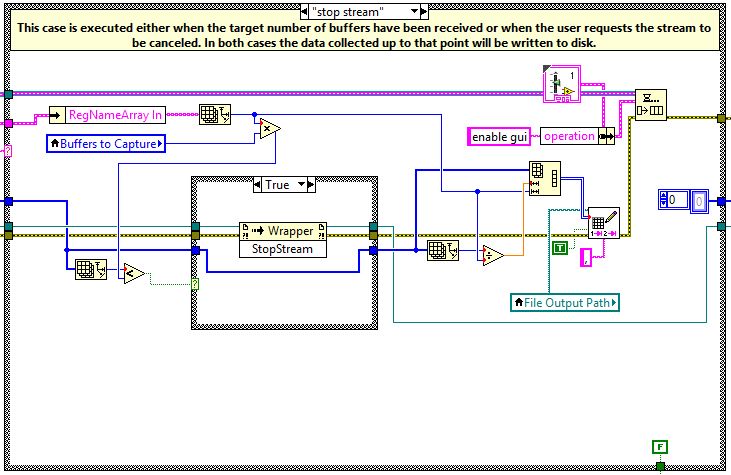 "stop stream"
This case is executed either when the target number of buffers have been received or when the user requests the stream to
be canceled. In both cases the data collected up to that point will be written to disk.
1
RegNameArray In
enable gui
operation
Buffers to Capture
True
0
0
Wrapper
StopStream
?!
?!
1
2
T
,
File Output Path
?
?
F